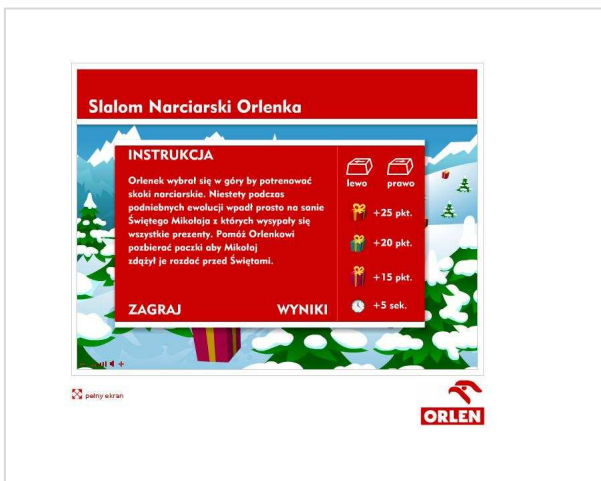 Slalom Narciarski Orlenka
INSTRUKCJA
Orlenek wybrał się w góry by potrenować
skoki narciarskie. Niestety podczas
podniebnych ewolucji wpadł prosto na sanie
Świętego Mikołaja z których wysypały się
wszystkie prezenty. Pomóż Orlenkowi
pozbierać paczki aby Mikołaj
zdążył je rozdać przed Świętami.
ZAGRAJ
WYNIKI
lewo prawo
+25 pkt.
+20 pkt.
+15 pkt.
+5 sek.
pełny ekran
ORLEN